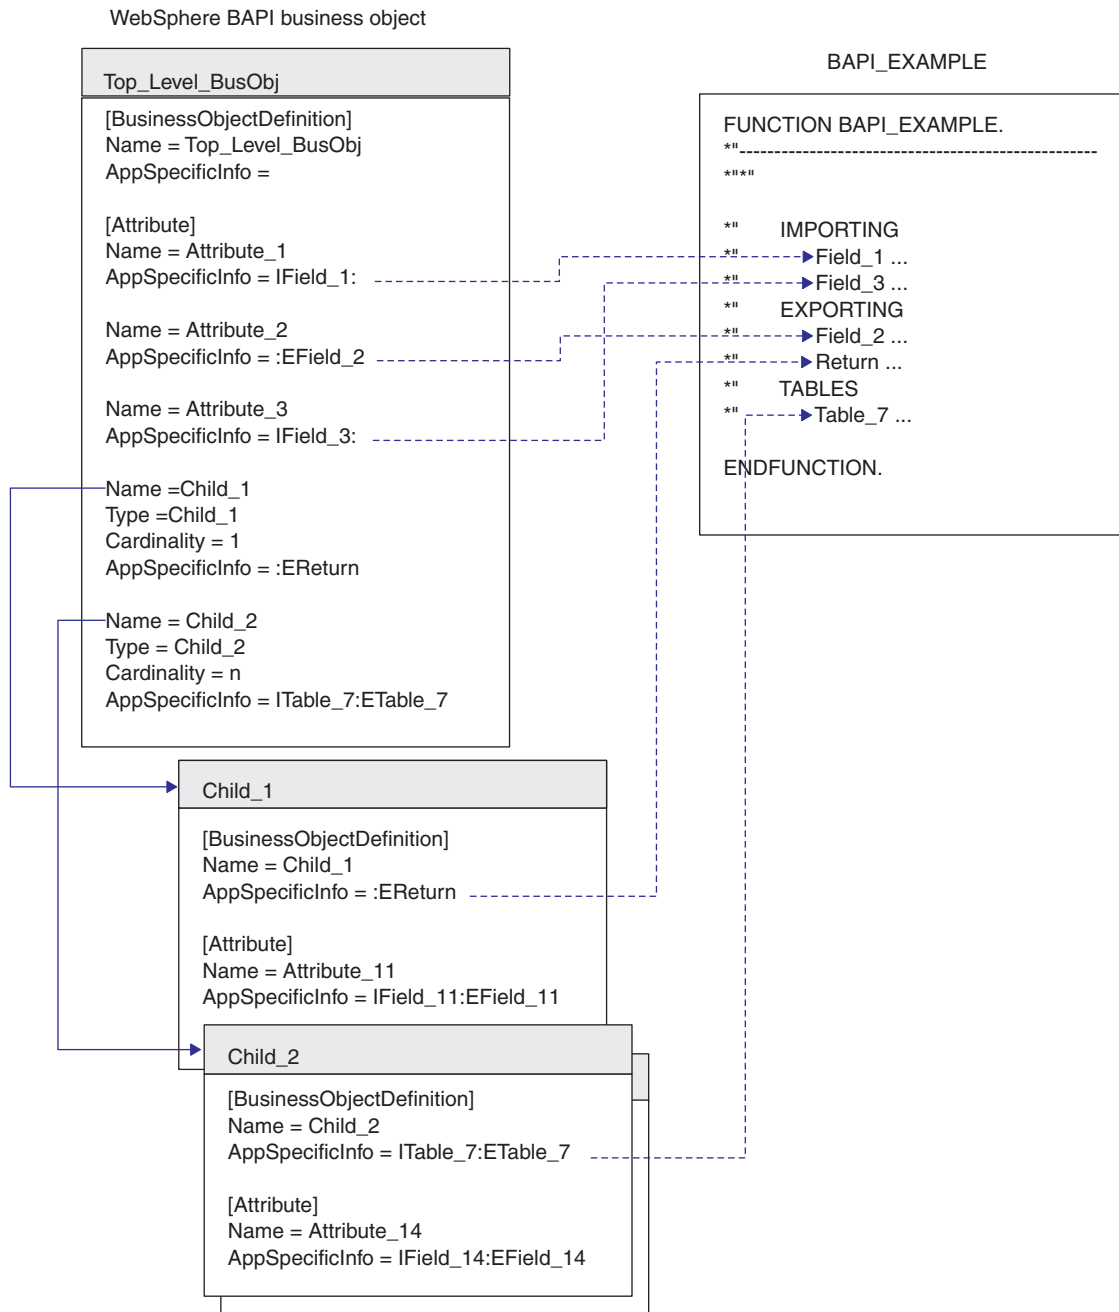 WebSphere BAPI business object
Top_Level_BusObj
[BusinessObjectDefinition]
Name = Top_Level_BusObj
AppSpecificInfo =
[Attribute]
Name = Attribute_1
AppSpecificInfo = IField_1:
Name = Attribute_2
AppSpecificInfo = :EField_2
Name = Attribute_3
AppSpecificInfo = IField_3:
Name =Child_1
Type =Child_1
Cardinality = 1
AppSpecificInfo = :EReturn
Name = Child_2
Type = Child_2
Cardinality = n
AppSpecificInfo = ITable_7:ETable_7
BAPI_EXAMPLE
FUNCTION BAPI_EXAMPLE.
*"----------------------------------------------------
*"*"
*" IMPORTING
*" Field_1 ...
*" Field_3 ...
*" EXPORTING
*" Field_2 ...
*" Return ...
*" TABLES
*" Table_7 ...
ENDFUNCTION.
Child_1
[BusinessObjectDefinition]
Name = Child_1
AppSpecificInfo = :EReturn
[Attribute]
Name = Attribute_11
AppSpecificInfo = IField_11:EField_11
Child_2
[BusinessObjectDefinition]
Name = Child_2
AppSpecificInfo = ITable_7:ETable_7
[Attribute]
Name = Attribute_14
AppSpecificInfo = IField_14:EField_14